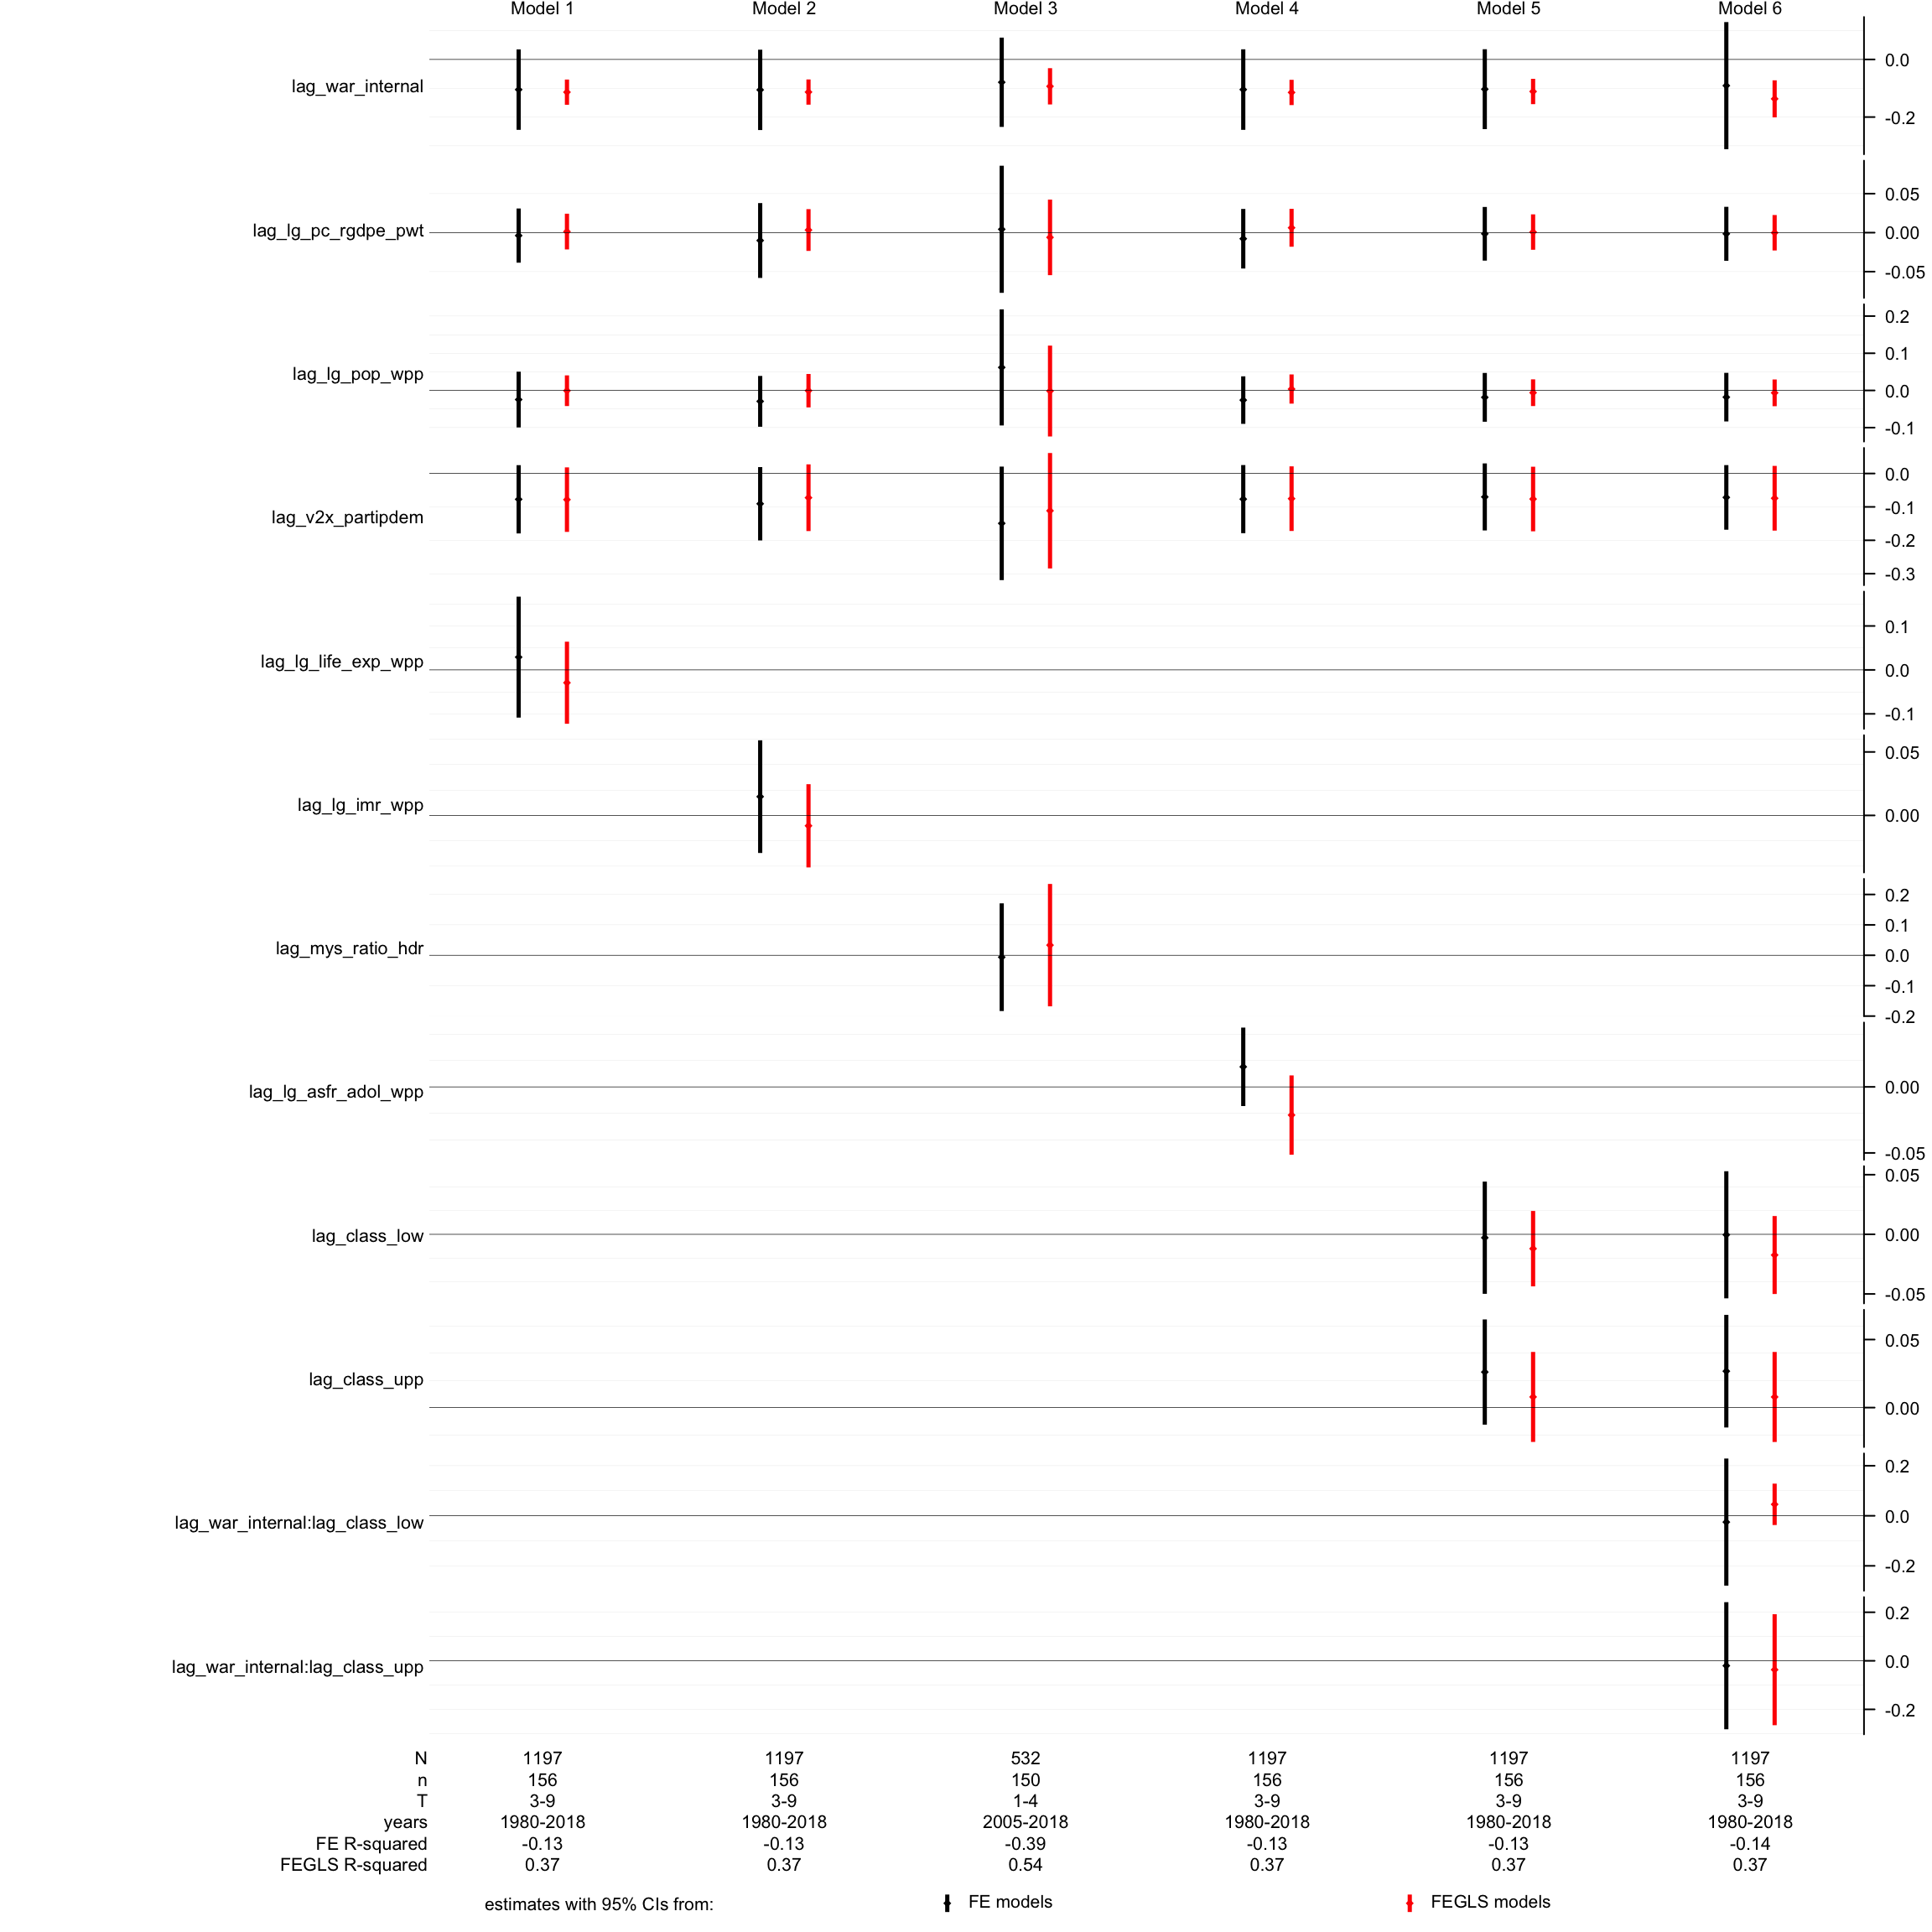 Model 1 Model 2 Model 3 Model 4 Model 5 Model 6
0.0
lag_war_internal
-0.2
0.05
lag_lg_pc_rgdpe_pwt 0.00
-0.05
0.2
0.1
lag_lg_pop_wpp
0.0
-0.1
0.0
-0.1
lag_v2x_partipdem
-0.2
-0.3
0.1
lag_lg_life_exp_wpp
0.0
-0.1
0.05
lag_lg_imr_wpp
0.00
0.2
0.1
lag_mys_ratio_hdr
0.0
-0.1
-0.2
0.00
lag_lg_asfr_adol_wpp
-0.05
0.05
lag_class_low 0.00
-0.05
0.05
lag_class_upp
0.00
0.2
0.0
lag_war_internal:lag_class_low
-0.2
0.2
0.0
lag_war_internal:lag_class_upp
-0.2
N 1197 1197 532 1197 1197 1197
n 156 156 150 156 156 156
T 3-9 3-9 1-4 3-9 3-9 3-9
years 1980-2018 1980-2018 2005-2018 1980-2018 1980-2018 1980-2018
FE R-squared -0.13 -0.13 -0.39 -0.13 -0.13 -0.14
FEGLS R-squared 0.37 0.37 0.54 0.37 0.37 0.37
estimates with 95% CIs from: FE models FEGLS models